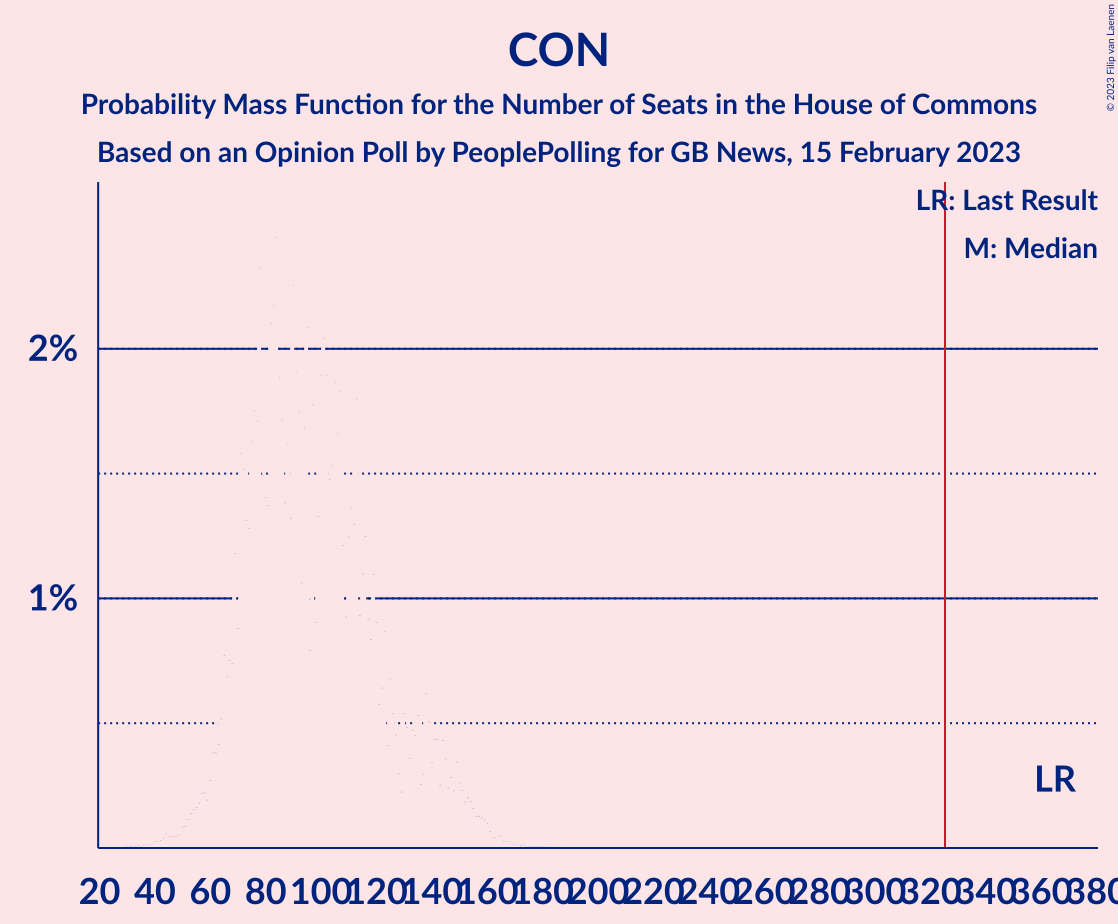 CON
Probability Mass Function for the Number of Seats in the House of Commons
Based on an Opinion Poll by PeoplePolling for GB News, 15 February 2023
© 2023 Filip van Laenen
LR: Last Result
M: Median
2%
1%
LR
20 40 60 80 100 120 140 160 180 200 220 240 260 280 300 320 340 360 380